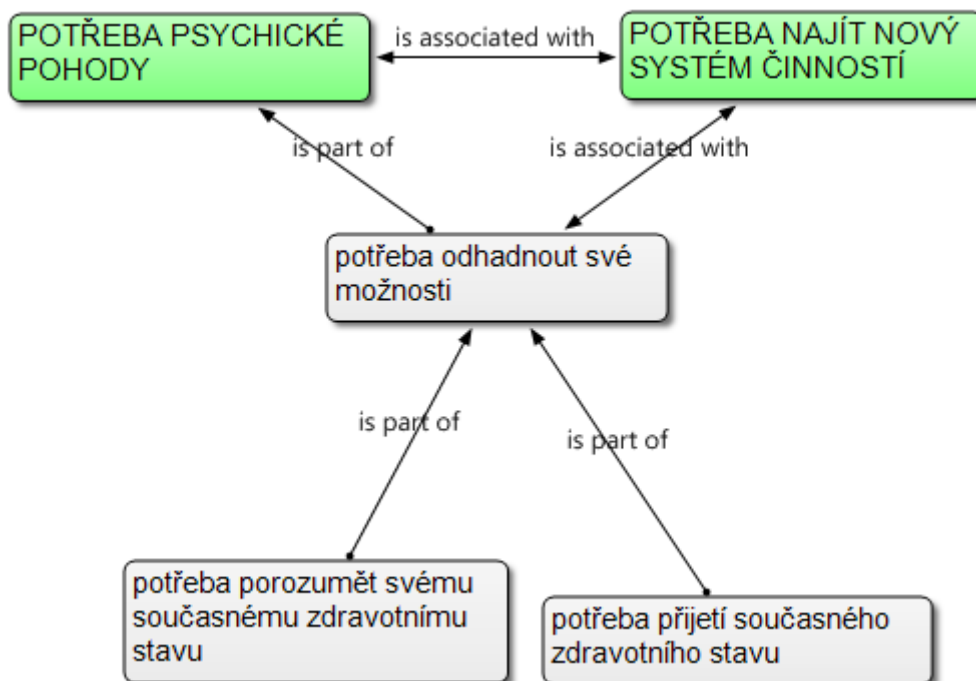 POTŘEBA PSYCHICKÉ
POHODY
is associated with
POTŘEBA NAJÍT NOVÝ
SYSTÉM ČINNOSTÍ
is part of
is associated with
potřeba odhadnout své
možnosti
is part of
is part of
potřeba porozumět svému
současnému zdravotnímu
stavu
potřeba přijetí současného
zdravotního stavu